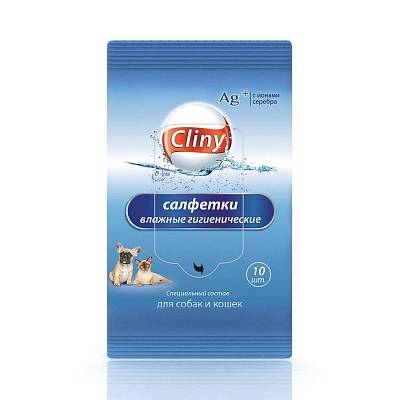 Ag+
с ионами
серебра
Cliny
салфетки
влажные гигиенические
10
шт.
Специальный состав
для собак и кошек